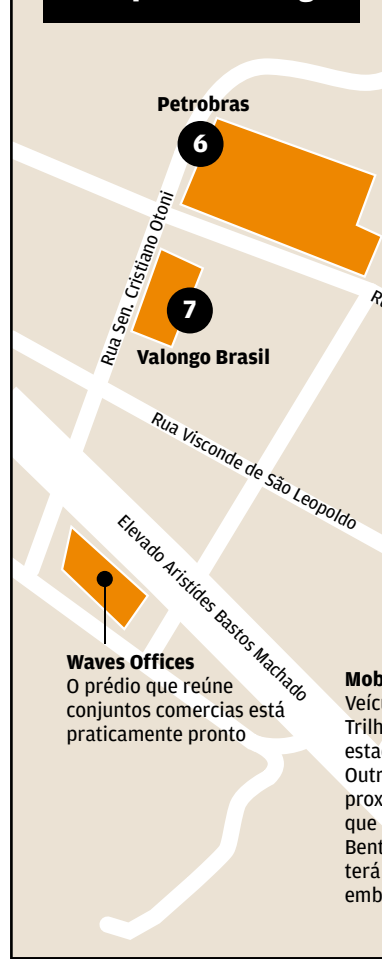 Petrobras
6
Rua Sen. Cristiano Otoni
7
Valongo Brasil
Rua Visconde de São Leopoldo
Elevado Aristídes Bastos Machado
Waves Offices
O prédio que reúne
conjuntos comercias está
praticamente pronto
Mob
Veícu
Trilh
esta
Outr
prox
que
Bent
terá
emb